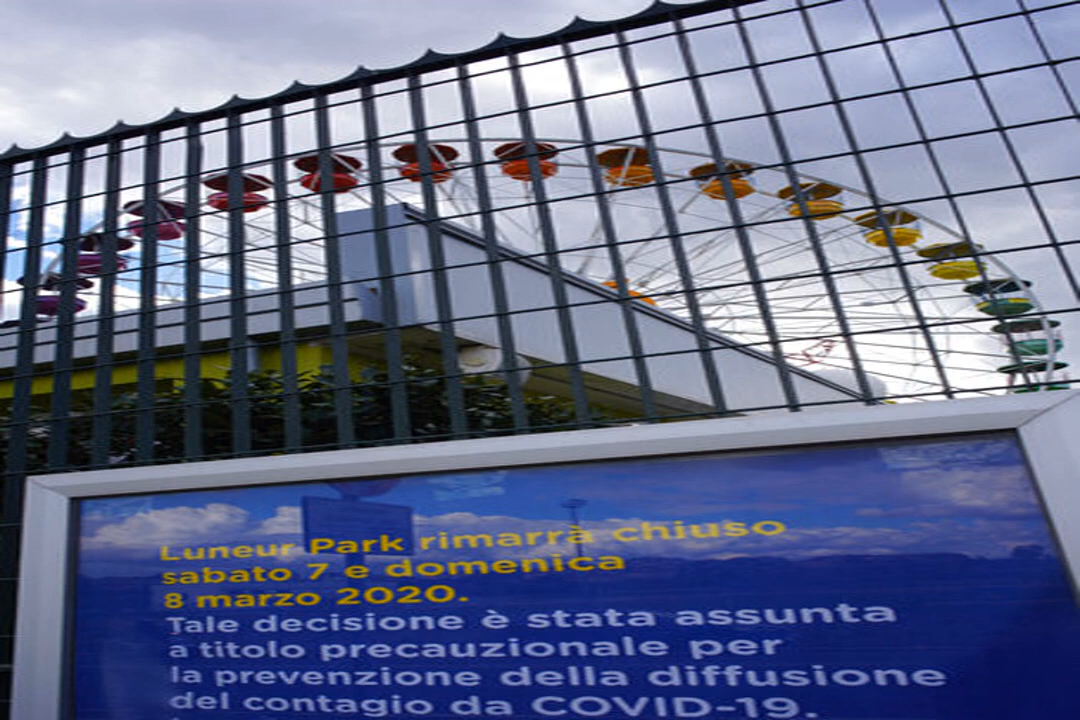 Luneur Park rimarrà chiuso
sabato 7 e domenica
8 marzo 2020.
Tale decisione è stata assunta
a titolo precauzionale per
la prevenzione della diffusione
del contagio da COVID-19.